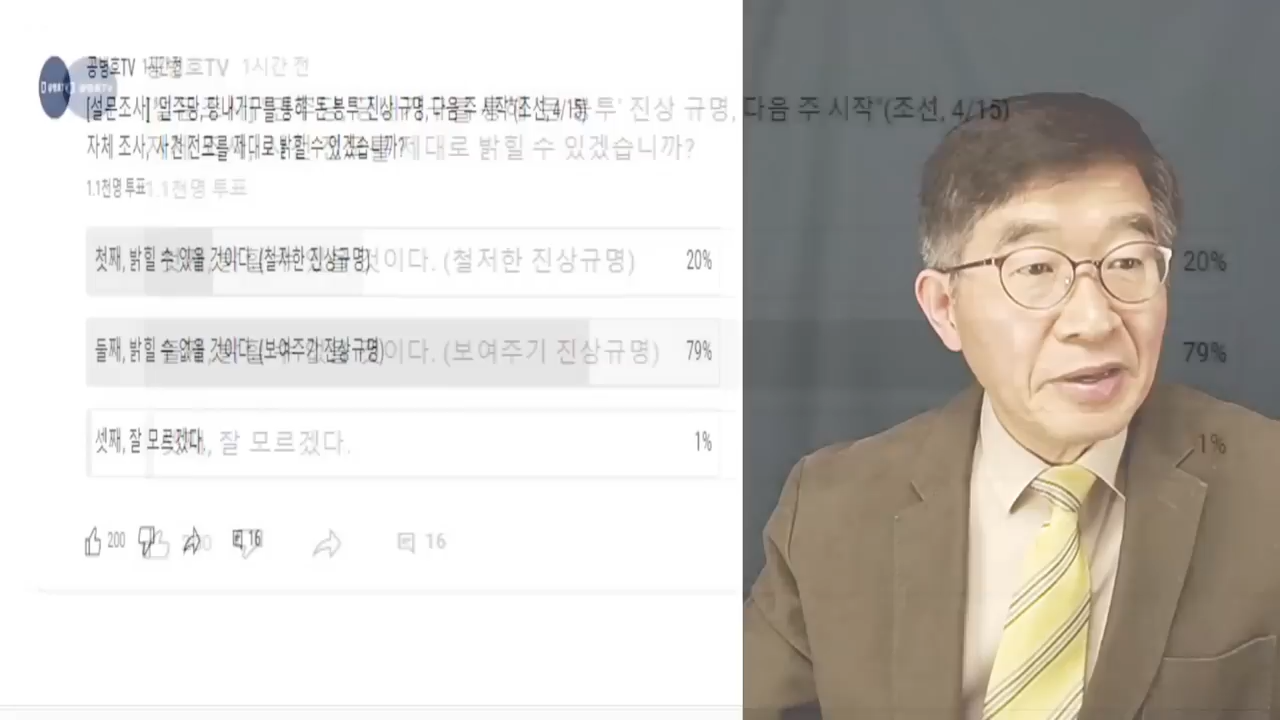 공병호TV 1시간 전
[설문조사] '민주당, 당내기구를 통해 '돈 봉투' 진상 규명, 다음 주 시작'(조선, 4/15)
자체 조사, 사건 전모를 제대로 밝힐 수 있겠습니까?
1.1천명 투표
첫째, 밝힐 수 있을 것이다. (철저한 진상규명) 20%
둘째, 밝힐 수 없을 것이다. (보여주기 진상규명) 79%
셋째, 잘 모르겠다. 1%
200 16